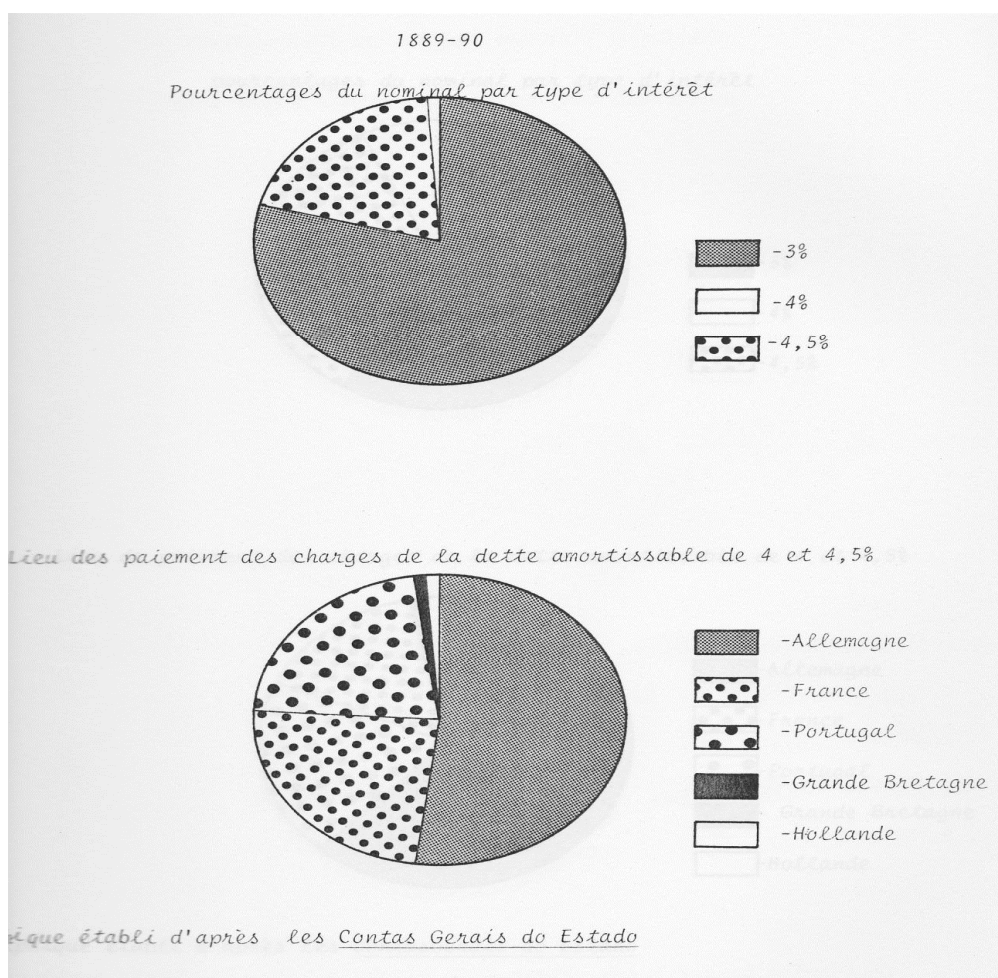 1889-90
Pourcentages du nominal par type d'intérêt
-3%
-4%
-4,5%
Lieu des paiement des charges de la dette amortissable de 4 et 4,5%
-Allemagne
-France
-Portugal
-Grande Bretagne
-Hollande
établi d'après les Contas Gerais do Estado